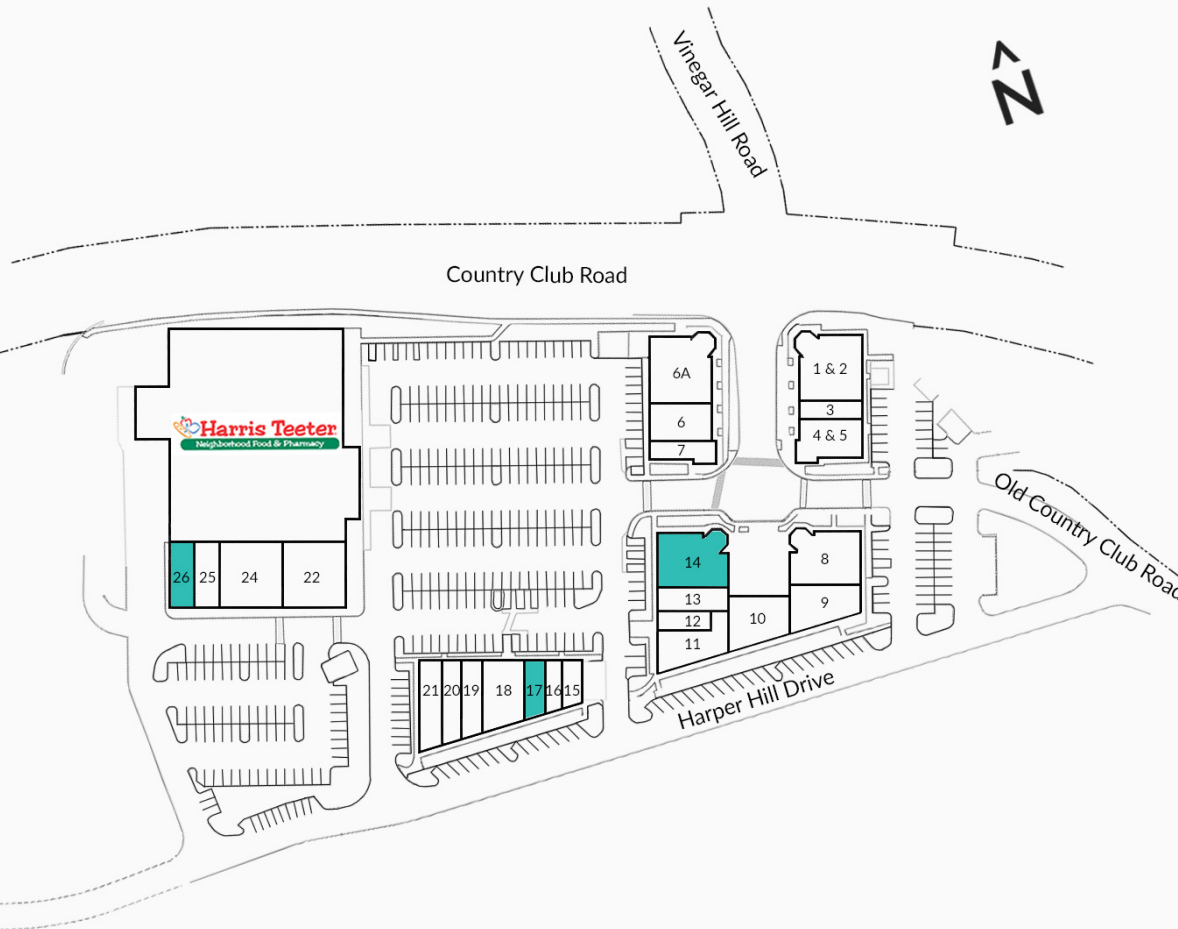 Vinegar Hill Road
N
Country Club Road
6A
1 & 2
3
6
4 & 5
7
Harris Teeter
Neighborhood Food & Pharmacy
Old Country Club Road
26
25
24
22
14
8
13
9
12
10
11
21
20
19
18
17
16
15
Harper Hill Drive